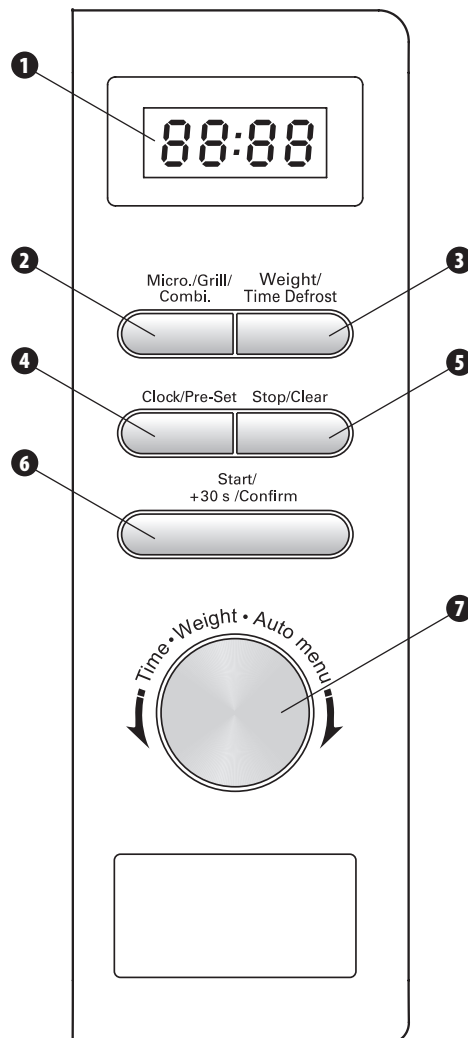 1
88:88
2
3
Micro./Grill/
Combi.
Weight/
Time Defrost
4
5
Clock/Pre-Set
Stop/Clear
6
Start/
+30 s /Confirm
7
Time • Weight • Auto menu